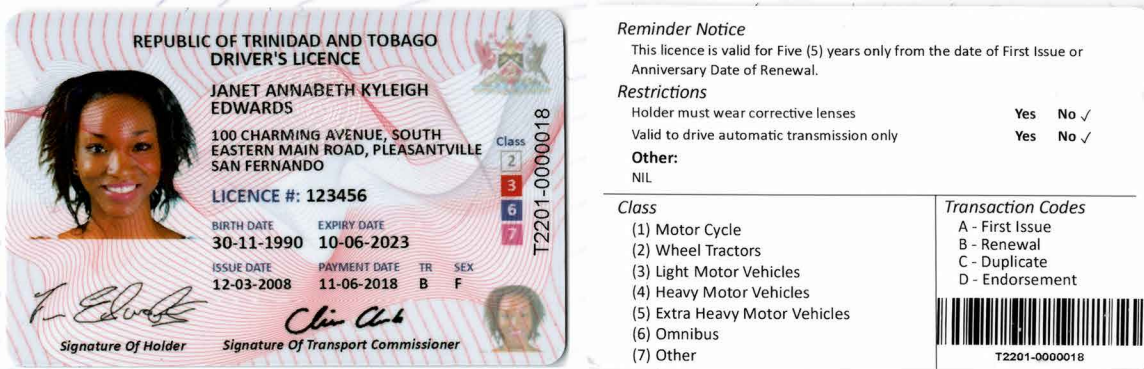 REPUBLIC OF TRINIDAD AND TOBAGO
DRIVER'S LICENCE
JANET ANNABETH KYLEIGH
EDWARDS
100 CHARMING AVENUE, SOUTH
EASTERN MAIN ROAD, PLEASANTVILLE
SAN FERNANDO
LICENCE #: 123456
BIRTH DATE EXPIRY DATE
30-11-1990 10-06-2023
ISSUE DATE PAYMENT DATE TR SEX
12-03-2008 11-06-2018 B F
Signature Of Holder Signature Of Transport Commissioner
Class
2
3
6
7
T2201-0000018
Reminder Notice
This licence is valid for Five (5) years only from the date of First Issue or
Anniversary Date of Renewal.
Restrictions
Holder must wear corrective lenses Yes No ✓
Valid to drive automatic transmission only Yes No ✓
Other:
NIL
Class
(1) Motor Cycle
(2) Wheel Tractors
(3) Light Motor Vehicles
(4) Heavy Motor Vehicles
(5) Extra Heavy Motor Vehicles
(6) Omnibus
(7) Other
Transaction Codes
A - First Issue
B - Renewal
C - Duplicate
D - Endorsement
T2201-0000018